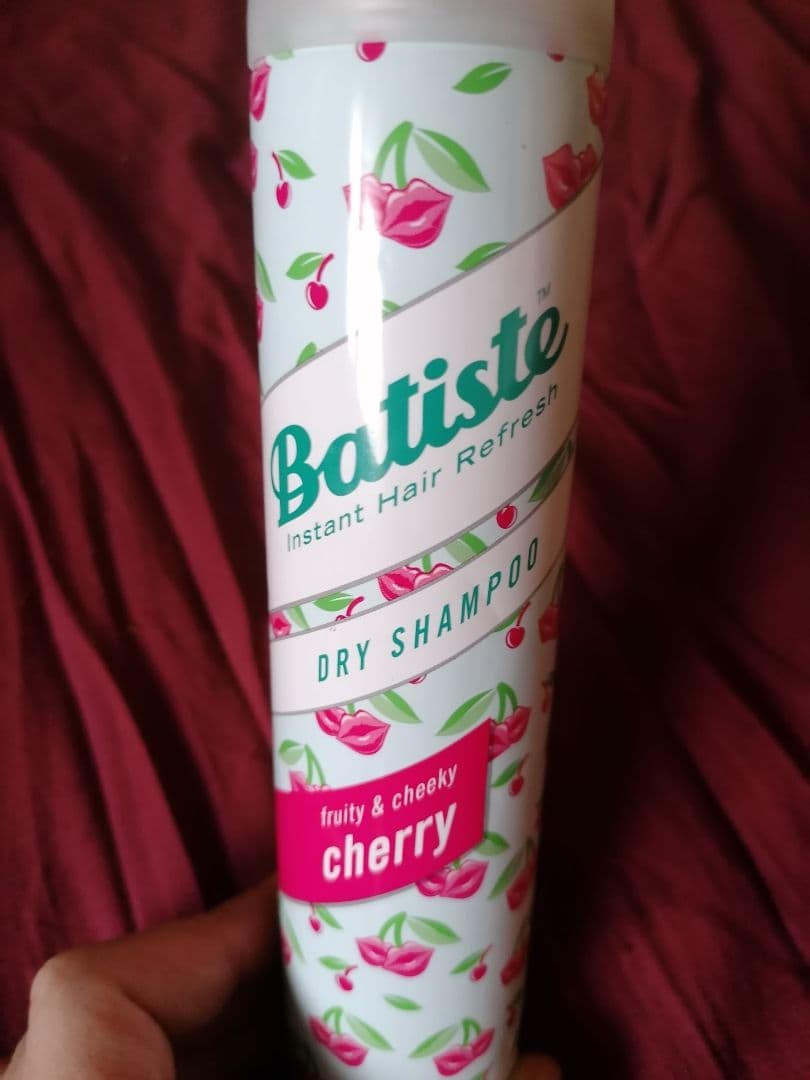 Batiste™
Instant Hair Refresh
DRY SHAMPOO
fruity & cheeky
cherry